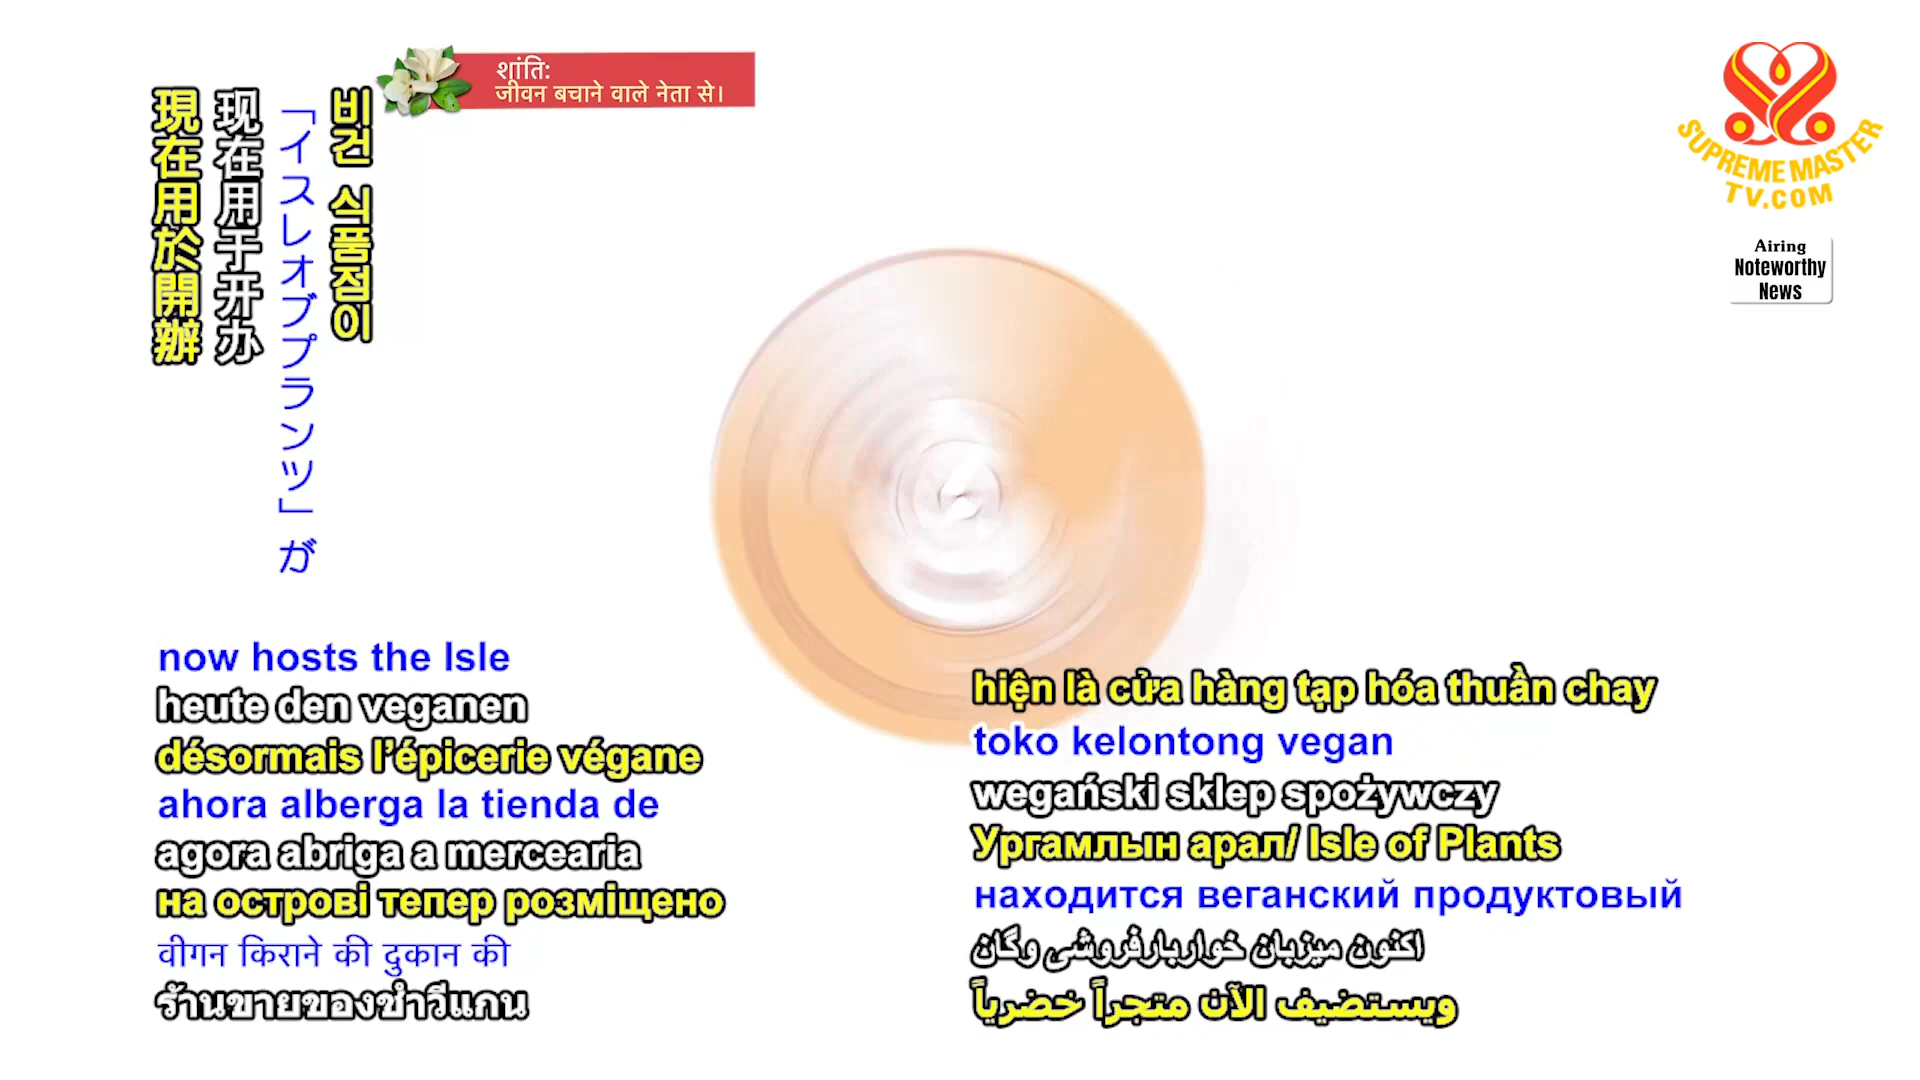 शांति:
जीवन बचाने वाले नेता से।
SUPREME MASTER
TV.COM
Airing
Noteworthy
News
現在用於開辦
现在用于开办
「イスレオブプランツ」が
비건 식품점이
now hosts the Isle
heute den veganen
désormais l’épicerie végane
ahora alberga la tienda de
agora abriga a mercearia
на острові тепер розміщено
वीगन किराने की दुकान की
ร้านขายของชำวีแกน
hiện là cửa hàng tạp hóa thuần chay
toko kelontong vegan
wegański sklep spożywczy
Ургамлын арал/ Isle of Plants
находится веганский продуктовый
اکنون میزبان خواربارفروشی وگان
ويستضيف الآن متجراً خضرياً